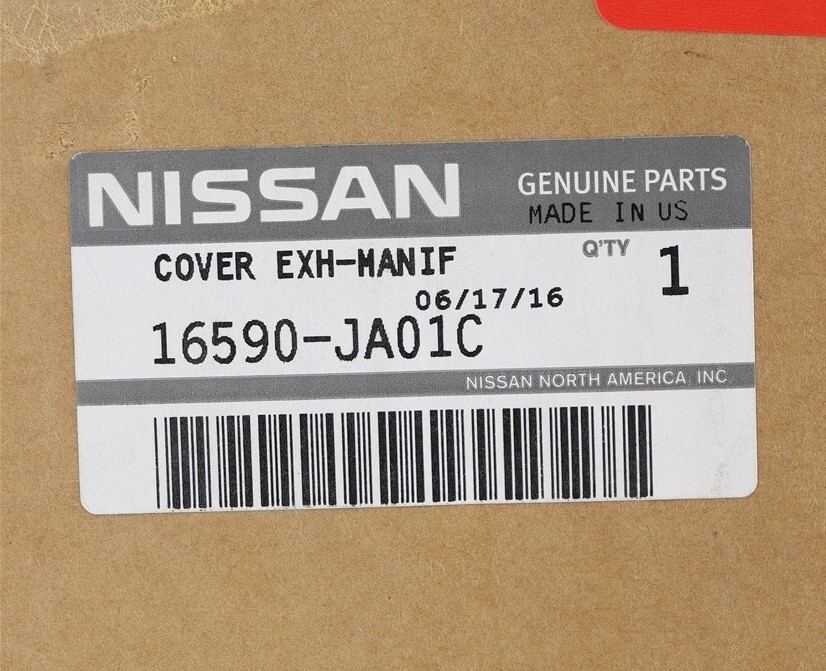 NISSAN GENUINE PARTS
MADE IN US
COVER EXH-MANIF Q'TY 1
06/17/16
16590-JA01C
NISSAN NORTH AMERICA, INC.